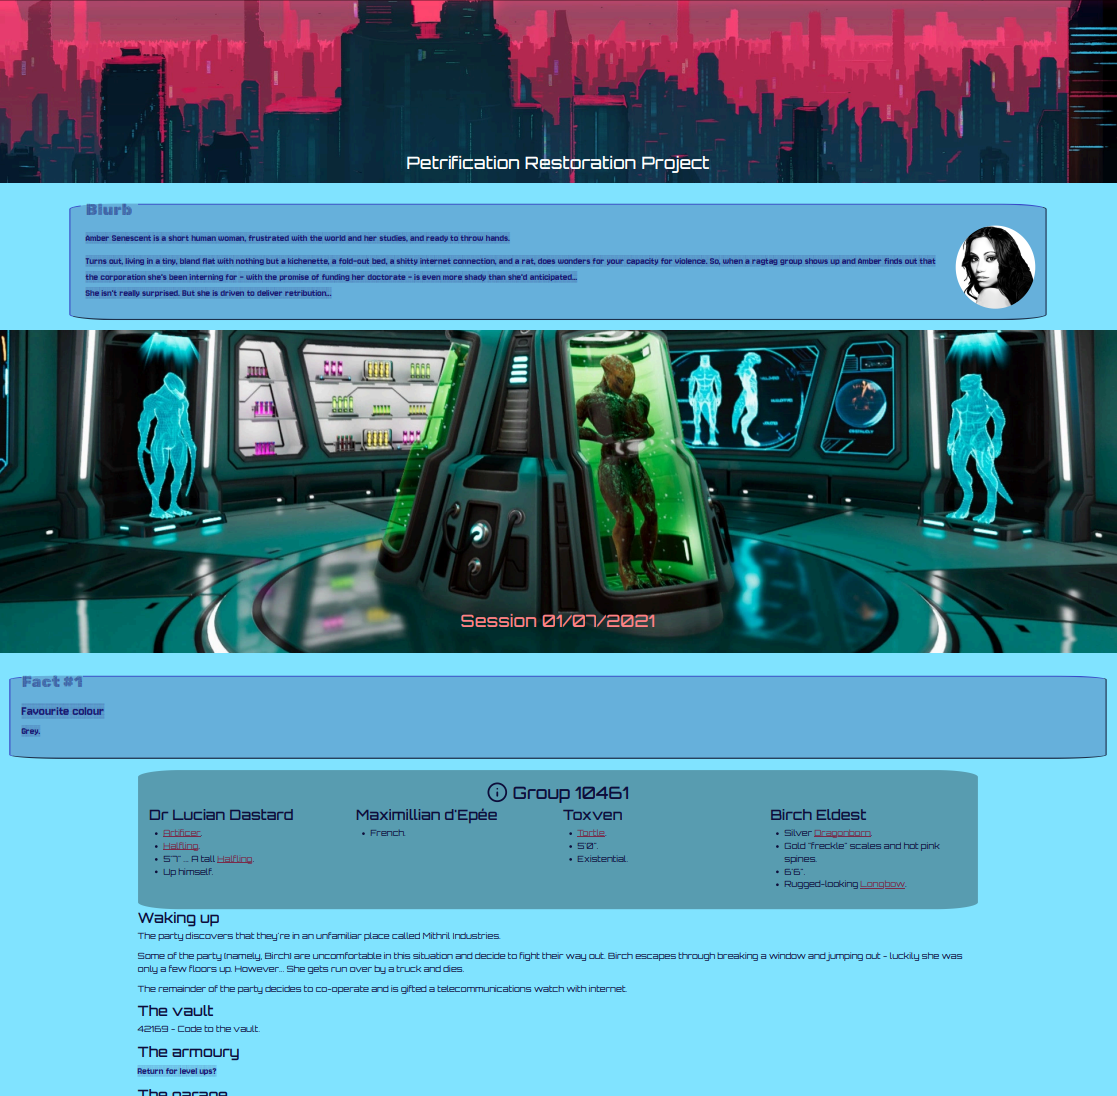 Petrification Restoration Project
Blurb
Amber Senescent is a short human woman, frustrated with the world and her studies, and ready to throw hands.
Turns out, living in a tiny, bland flat with nothing but a kichenette, a fold-out bed, a shitty internet connection, and a rat, does wonders for your capacity for violence. So, when a ragtag group shows up and Amber finds out that
the corporation she's been interning for - with the promise of funding her doctorate - is even more shady than she'd anticipated...
She isn't really surprised. But she is driven to deliver retribution...
Session 01/07/2021
Fact #1
Favourite colour
Grey.
Group 10461
Dr Lucian Dastard
Artificer.
Halfling.
5'7" ... A tall Halfling.
Up himself.
Maximillian d'Epée
French.
Toxven
Tortle.
5'0".
Existential.
Birch Eldest
Silver Dragonborn.
Gold "freckle" scales and hot pink
spines.
6'6".
Rugged-looking Longbow.
Waking up
The party discovers that they're in an unfamiliar place called Mithril Industries.
Some of the party (namely, Birch) are uncomfortable in this situation and decide to fight their way out. Birch escapes through breaking a window and jumping out - luckily she was
only a few floors up. However... She gets run over by a truck and dies.
The remainder of the party decides to co-operate and is gifted a telecommunications watch with internet.
The vault
42169 - Code to the vault.
The armoury
Return for level ups?
The garage